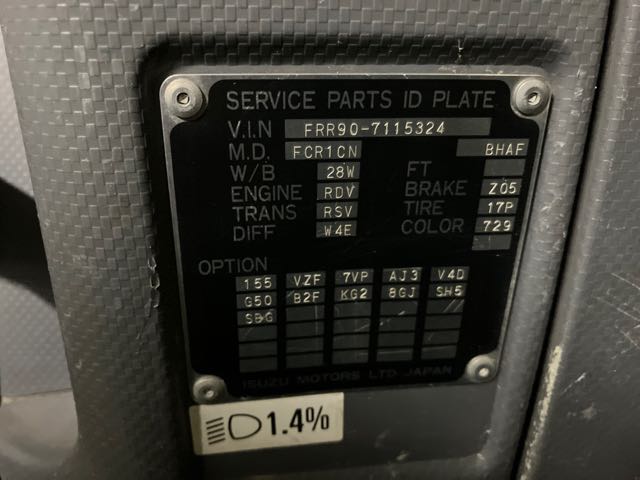 SERVICE PARTS ID PLATE
V.I.N FRR90-7115324
M.D. FCR1CN BHAF
W/B 28W FT
ENGINE RDV BRAKE Z05
TRANS RSV TIRE 17P
DIFF W4E COLOR 729
OPTION
155 VZF 7VP AJ3 V4D
G50 B2F KG2 8GJ SH5
SBG
ISUZU MOTORS LTD JAPAN
1.4%